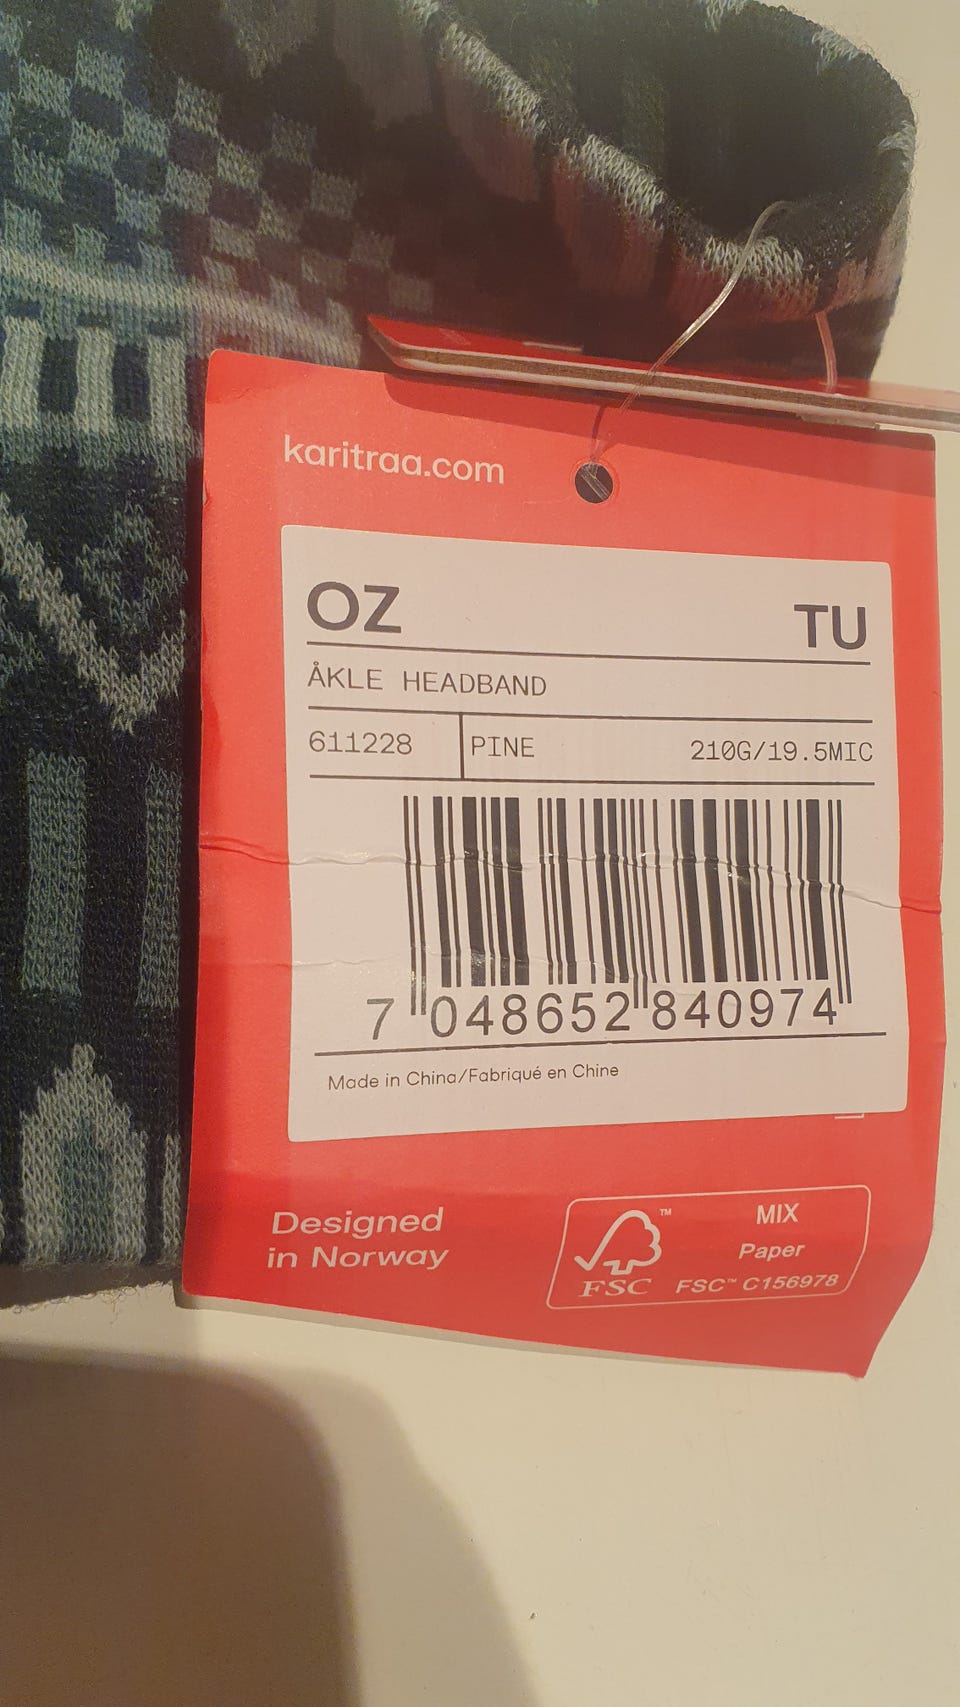 karitraa.com
OZ TU
ÅKLE HEADBAND
611228 PINE 210G/19.5MIC
7 048652 840974
Made in China/Fabriqué en Chine
Designed
in Norway
MIX
Paper
FSC™ C156978
™
FSC